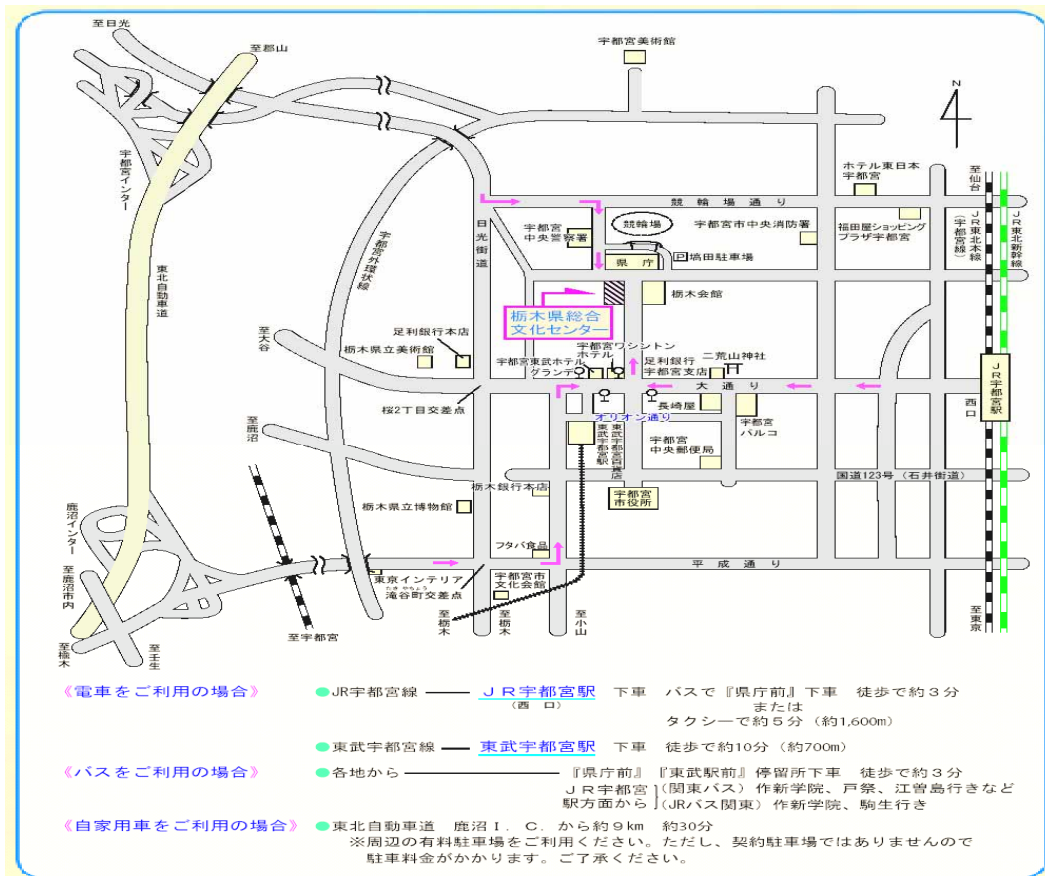 至日光
至郡山
宇都宮美術館
N
宇都宮インター
東北自動車道
宇都宮外環状線
日光街道
競輪場通り
ホテル東日本
宇都宮
至仙台
JR東北本線
(宇都宮線)
JR東北新幹線
宇都宮
中央警察署
競輪場
宇都宮市中央消防署
福田屋ショッピング
プラザ宇都宮
県庁
P 塙田駐車場
栃木会館
栃木県総合
文化センター
至大谷
足利銀行本店
栃木県立美術館
宇都宮ワシントン
ホテル
宇都宮東武ホテル
グランデ
足利銀行
宇都宮支店
二荒山神社
大通り
JR宇都宮駅
西口
桜2丁目交差点
オリオン通り
長崎屋
宇都宮
パルコ
至鹿沼
東武宇都宮百貨店
東武宇都宮駅
宇都宮
中央郵便局
国道123号(石井街道)
栃木銀行本店
宇都宮
市役所
栃木県立博物館
鹿沼インター
フタバ食品
平成通り
至鹿沼市内
東京インテリア
たきやちょう
滝谷町交差点
宇都宮市
文化会館
至楡木
至壬生
至宇都宮
至栃木
至栃木
至小山
至東京
《電車をご利用の場合》 ●JR宇都宮線 ── JR宇都宮駅 下車 バスで『県庁前』下車 徒歩で約3分
(西 口) または
タクシーで約5分(約1,600m)
●東武宇都宮線 ─ 東武宇都宮駅 下車 徒歩で約10分(約700m)
《バスをご利用の場合》 ●各地から ────『県庁前』『東武駅前』停留所下車 徒歩で約3分
JR宇都宮 (関東バス)作新学院、戸祭、江曽島行きなど
駅方面から (JRバス関東)作新学院、駒生行き
《自家用車をご利用の場合》 ●東北自動車道 鹿沼I.C.から約9km 約30分
※周辺の有料駐車場をご利用ください。ただし、契約駐車場ではありませんので
駐車料金がかかります。ご了承ください。